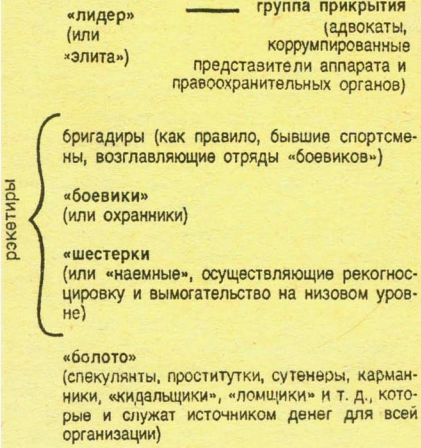 «лидер»
(или
«элита»)
группа прикрытия
(адвокаты,
коррумпированные
представители аппарата и
правоохранительных органов)
рэкетиры
бригадиры (как правило, бывшие спортсме-
ны, возглавляющие отряды «боевиков»)
«боевики»
(или охранники)
«шестерки
(или «наемные», осуществляющие рекогнос-
цировку и вымогательство на низовом уров-
не)
«болото»
(спекулянты, проститутки, сутенеры, карман-
ники, «кидальщики», «ломщики» и т. д., кото-
рые и служат источником денег для всей
организации)